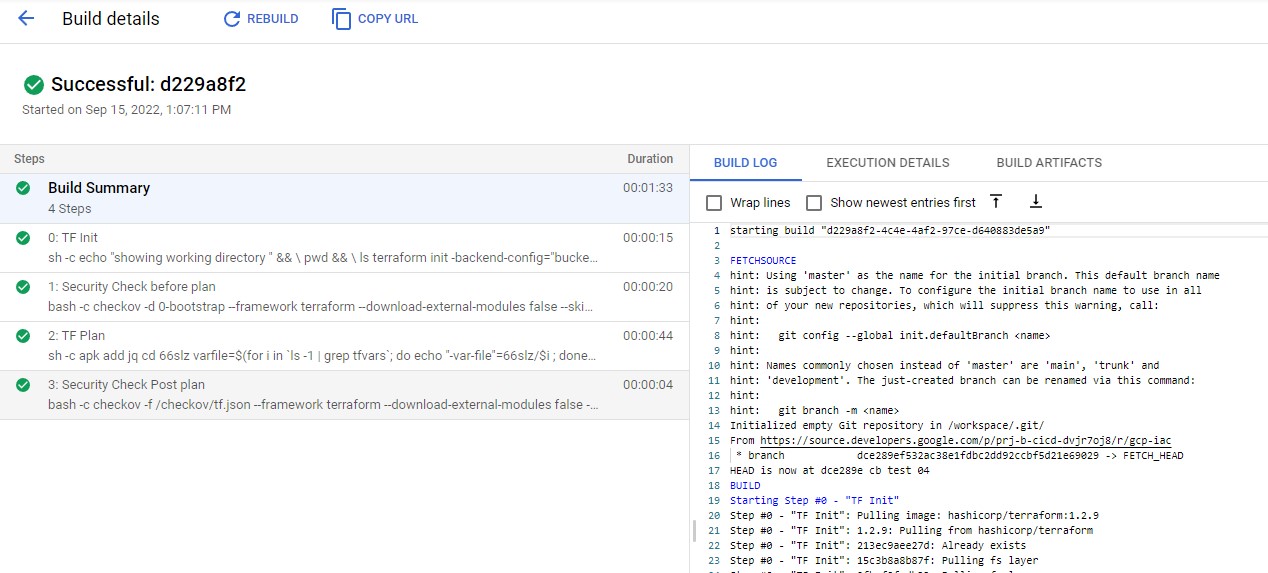 Build details
REBUILD
COPY URL
Successful: d229a8f2
Started on Sep 15, 2022, 1:07:11 PM
Steps Duration
Build Summary 00:01:33
4 Steps
0: TF Init 00:00:15
sh -c echo "showing working directory " && \ pwd && \ ls terraform init -backend-config="bucke...
1: Security Check before plan 00:00:20
bash -c checkov -d 0-bootstrap --framework terraform --download-external-modules false --ski...
2: TF Plan 00:00:44
sh -c apk add jq cd 66slz varfile=$(for i in `ls -1 | grep tfvars`; do echo "-var-file"=66slz/$i ; done...
3: Security Check Post plan 00:00:04
bash -c checkov -f /checkov/tf.json --framework terraform --download-external-modules false -...
BUILD LOG EXECUTION DETAILS BUILD ARTIFACTS
Wrap lines Show newest entries first
1 starting build "d229a8f2-4c4e-4af2-97ce-d640883de5a9"
2
3 FETCHSOURCE
4 hint: Using 'master' as the name for the initial branch. This default branch name
5 hint: is subject to change. To configure the initial branch name to use in all
6 hint: of your new repositories, which will suppress this warning, call:
7 hint:
8 hint: git config --global init.defaultBranch <name>
9 hint:
10 hint: Names commonly chosen instead of 'master' are 'main', 'trunk' and
11 hint: 'development'. The just-created branch can be renamed via this command:
12 hint:
13 hint: git branch -m <name>
14 Initialized empty Git repository in /workspace/.git/
15 From https://source.developers.google.com/p/prj-b-cicd-dvjr7oj8/r/gcp-iac
16 * branch dce289ef532ac38e1fdbc2dd92ccbf5d21e69029 -> FETCH_HEAD
17 HEAD is now at dce289e cb test 04
18 BUILD
19 Starting Step #0 - "TF Init"
20 Step #0 - "TF Init": Pulling image: hashicorp/terraform:1.2.9
21 Step #0 - "TF Init": 1.2.9: Pulling from hashicorp/terraform
22 Step #0 - "TF Init": 213ec9aee27d: Already exists
23 Step #0 - "TF Init": 15c3b8a8b87f: Pulling fs layer